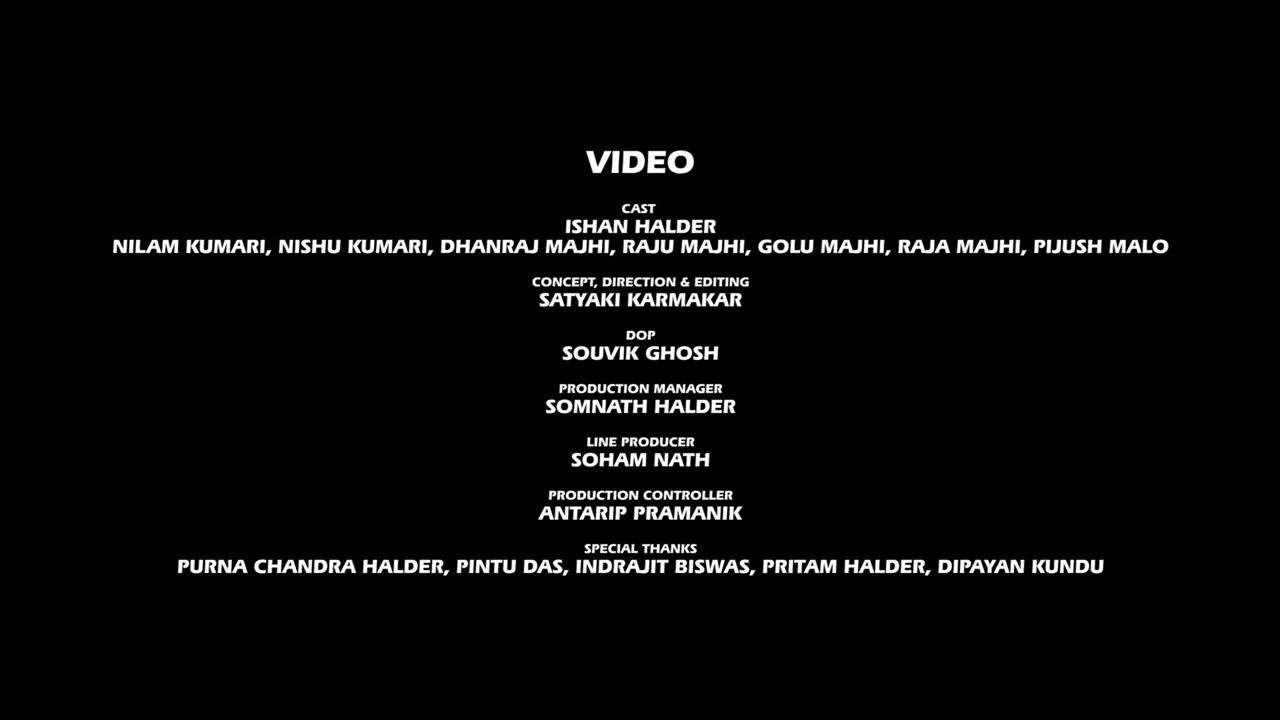 VIDEO
CAST
ISHAN HALDER
NILAM KUMARI, NISHU KUMARI, DHANRAJ MAJHI, RAJU MAJHI, GOLU MAJHI, RAJA MAJHI, PIJUSH MALO
CONCEPT, DIRECTION & EDITING
SATYAKI KARMAKAR
DOP
SOUVIK GHOSH
PRODUCTION MANAGER
SOMNATH HALDER
LINE PRODUCER
SOHAM NATH
PRODUCTION CONTROLLER
ANTARIP PRAMANIK
SPECIAL THANKS
PURNA CHANDRA HALDER, PINTU DAS, INDRAJIT BISWAS, PRITAM HALDER, DIPAYAN KUNDU